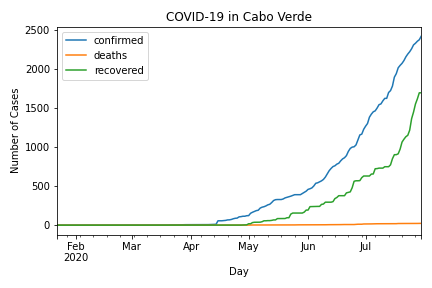 COVID-19 in Cabo Verde
confirmed
deaths
recovered
Number of Cases
2500
2000
1500
1000
500
0
Feb Mar Apr May Jun Jul
2020
Day